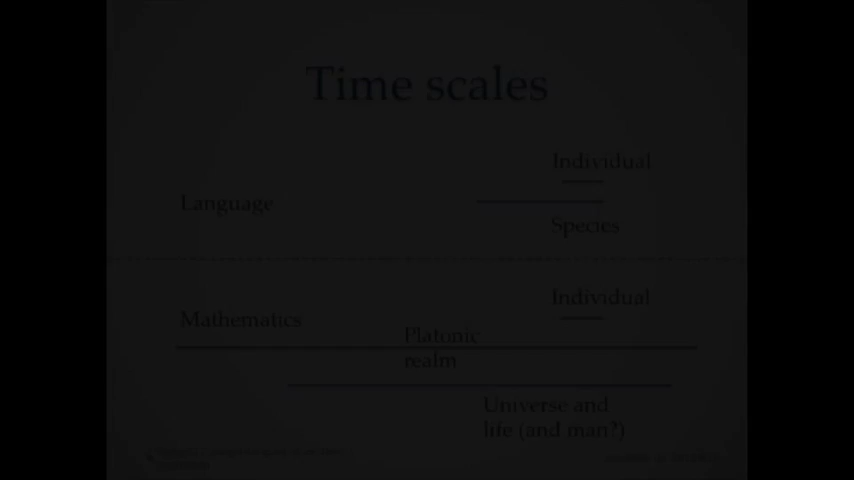 Time scales
Individual
Language
Species
Individual
Mathematics
Platonic
realm
Universe and
life (and man?)